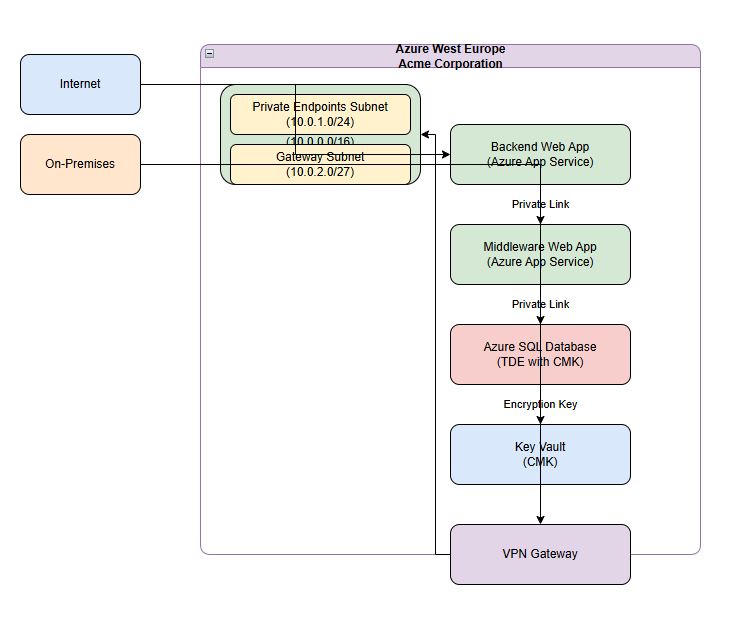 Azure West Europe
Acme Corporation
Internet
Private Endpoints Subnet
(10.0.1.0/24)
(10.0.0.0/16)
On-Premises
Gateway Subnet
(10.0.2.0/27)
Backend Web App
(Azure App Service)
Private Link
Middleware Web App
(Azure App Service)
Private Link
Azure SQL Database
(TDE with CMK)
Encryption Key
Key Vault
(CMK)
VPN Gateway